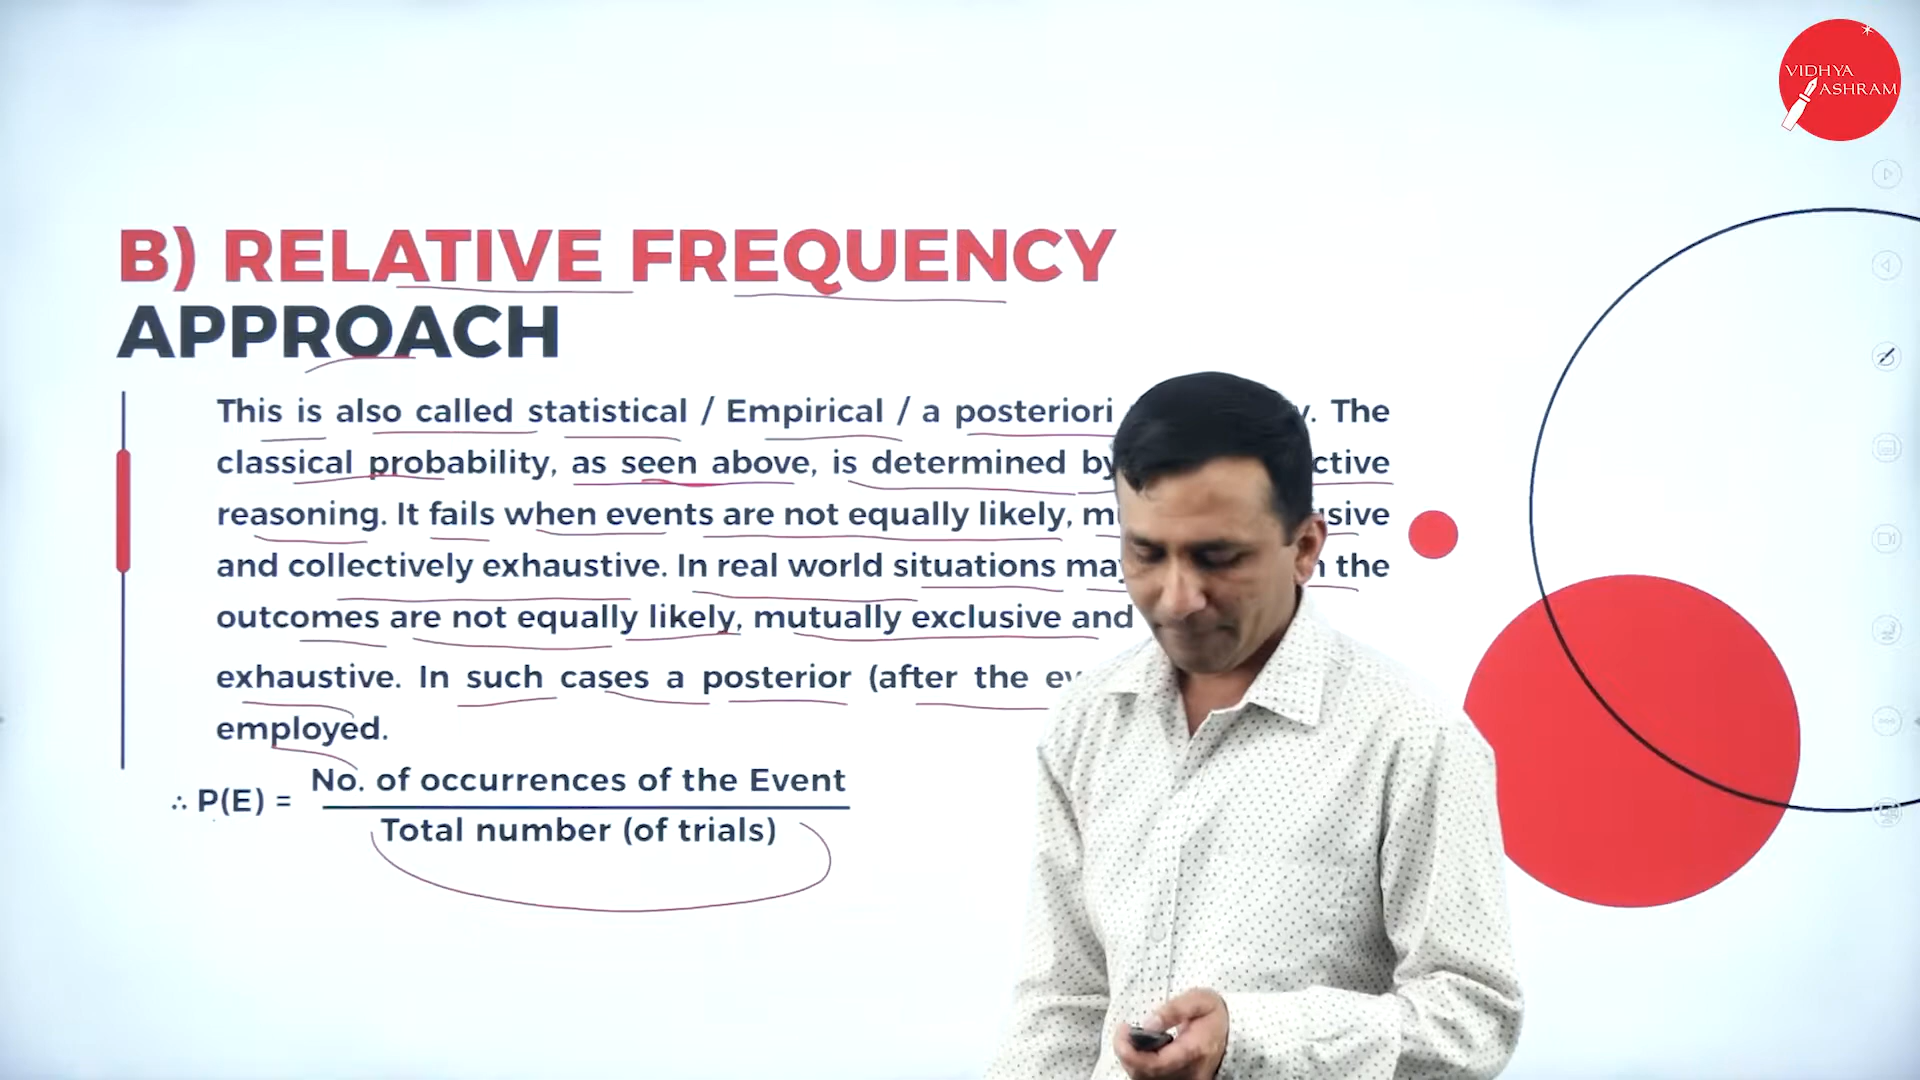 VIDHYA
ASHRAM
B) RELATIVE FREQUENCY
APPROACH
This is also called statistical / Empirical / a posteriori The
classical probability, as seen above, is determined by
reasoning. It fails when events are not equally likely,
and collectively exhaustive. In real world situations the
outcomes are not equally likely, mutually exclusive and
exhaustive. In such cases a posterior (after the
employed.
∴ P(E) = No. of occurrences of the Event
Total number (of trials)